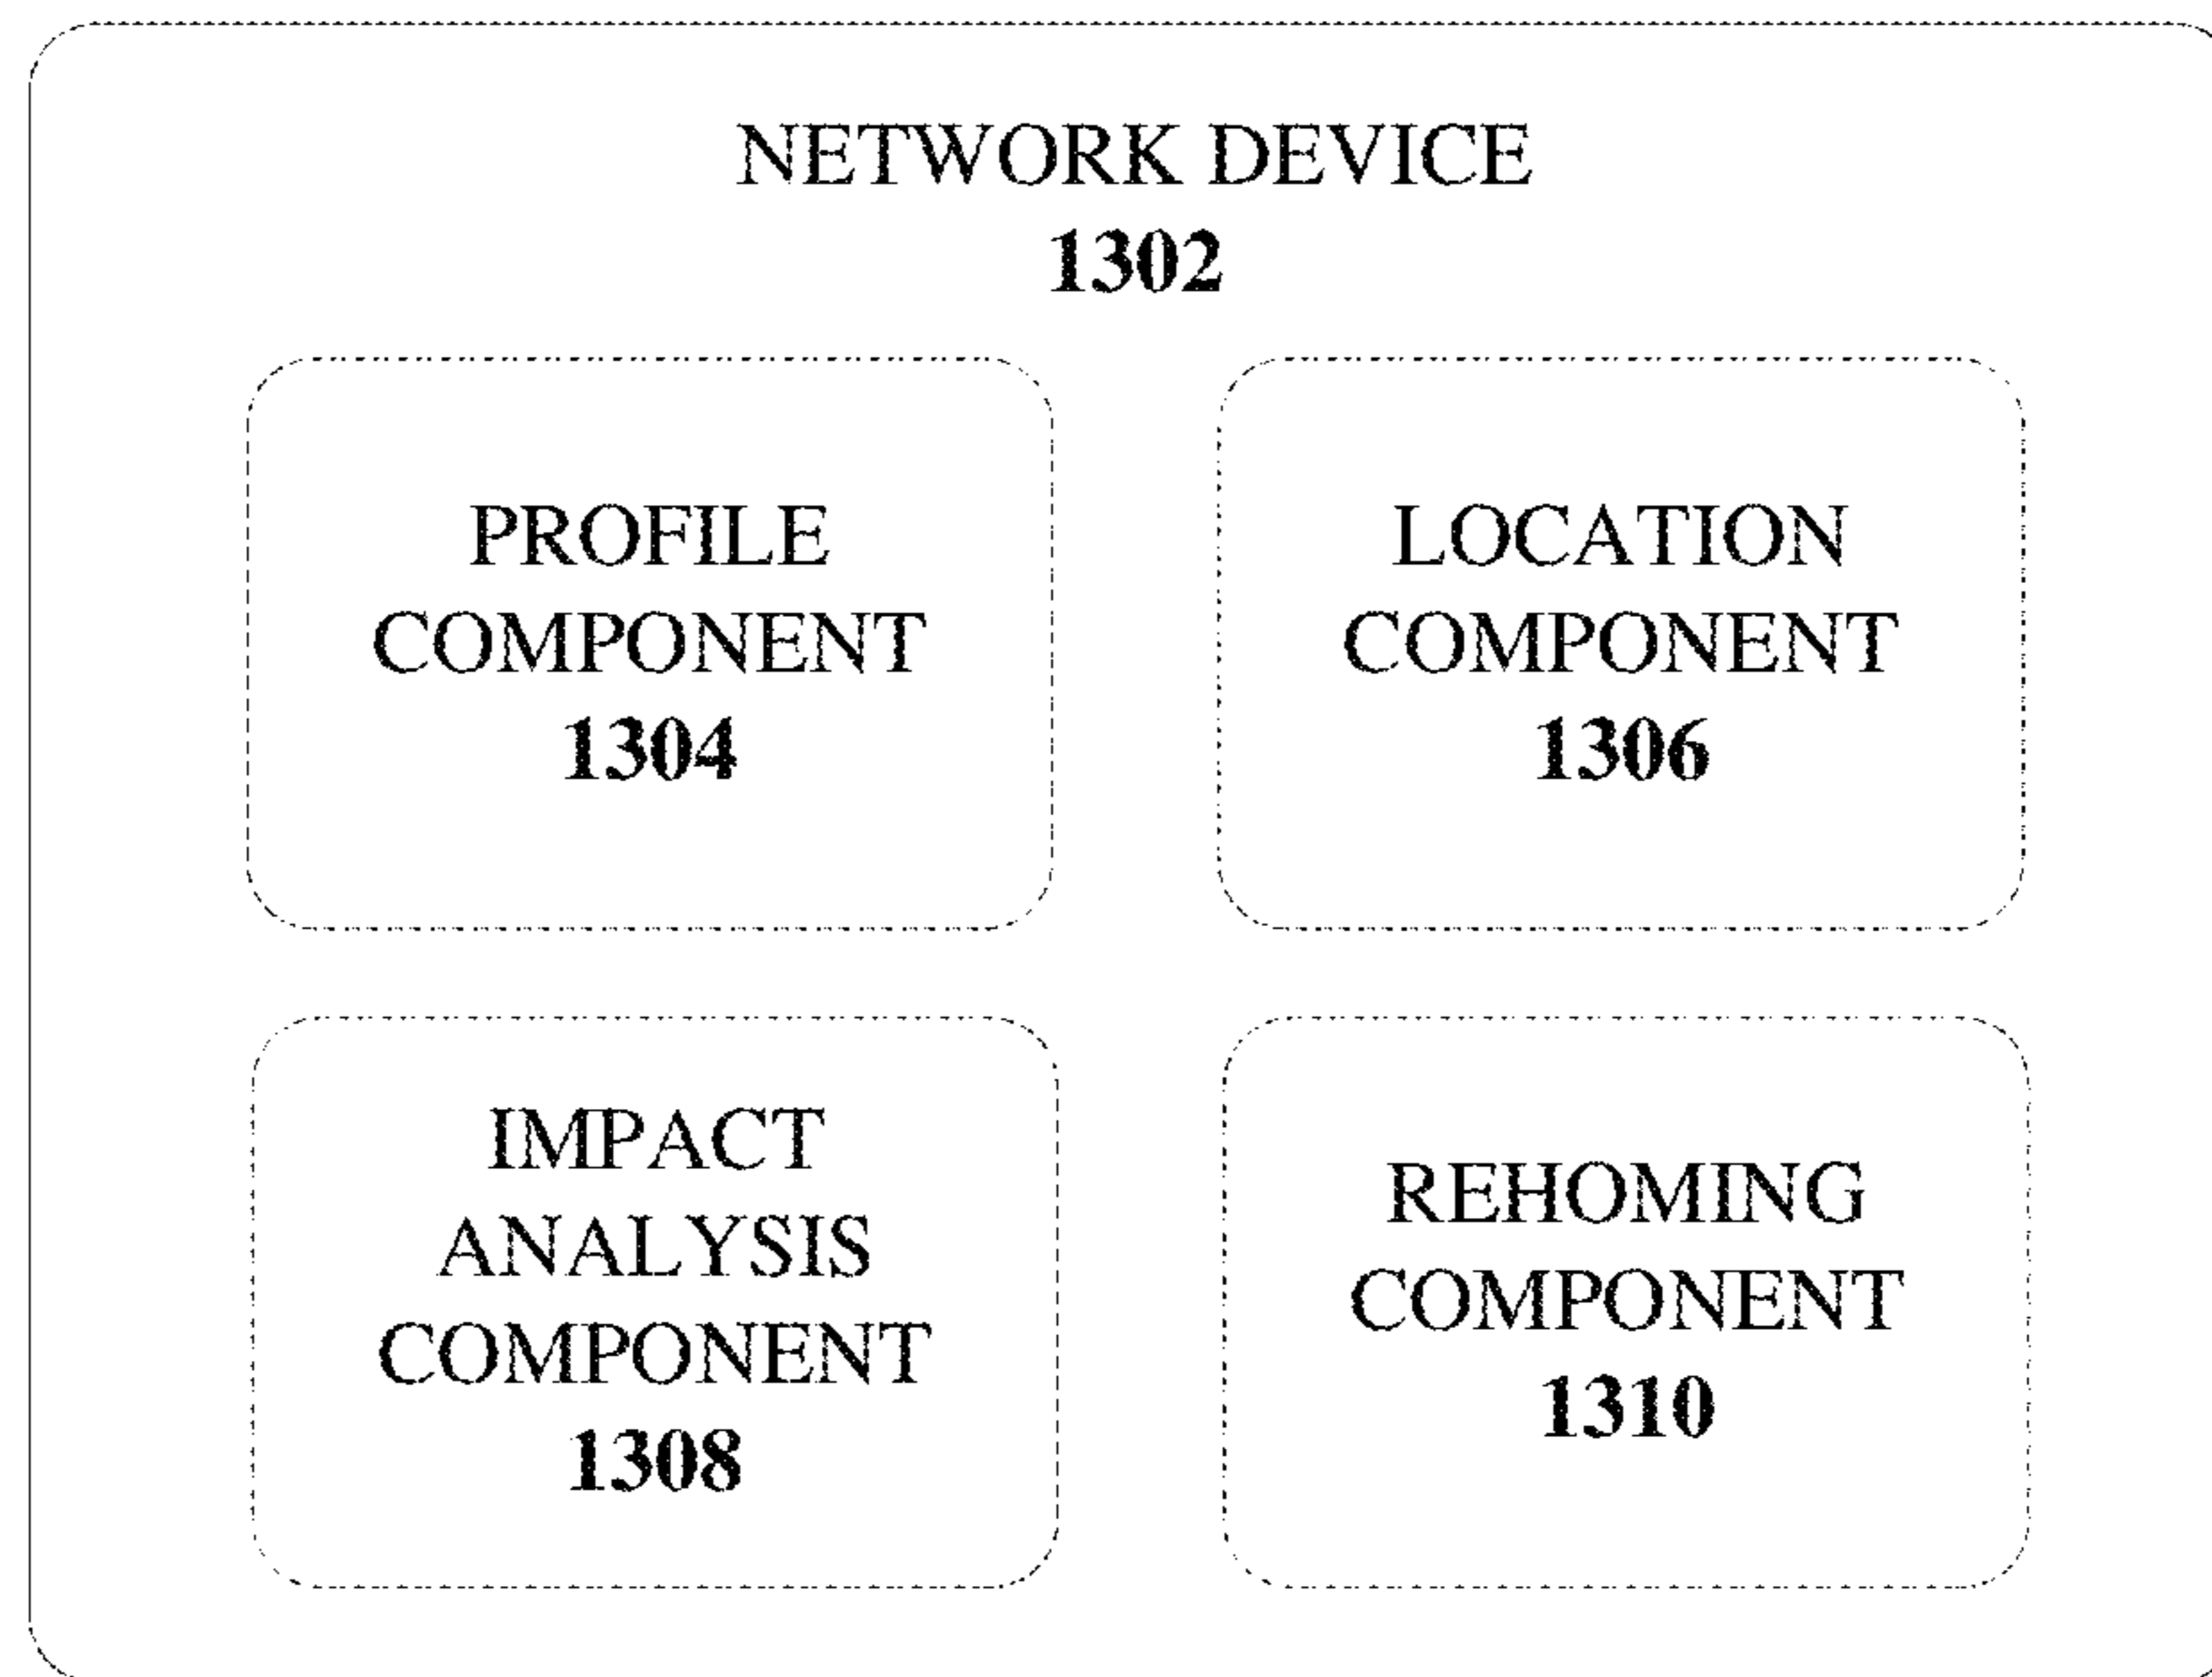 NETWORK DEVICE
1302
PROFILE
COMPONENT
1304
LOCATION
COMPONENT
1306
IMPACT
ANALYSIS
COMPONENT
1308
REHOMING
COMPONENT
1310